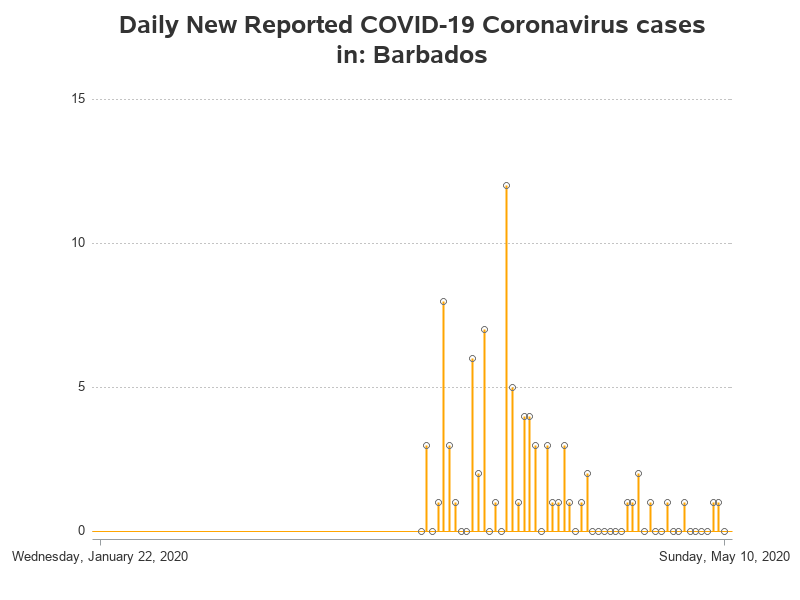 Daily New Reported COVID-19 Coronavirus cases
in: Barbados
15
10
5
0
Wednesday, January 22, 2020
Sunday, May 10, 2020